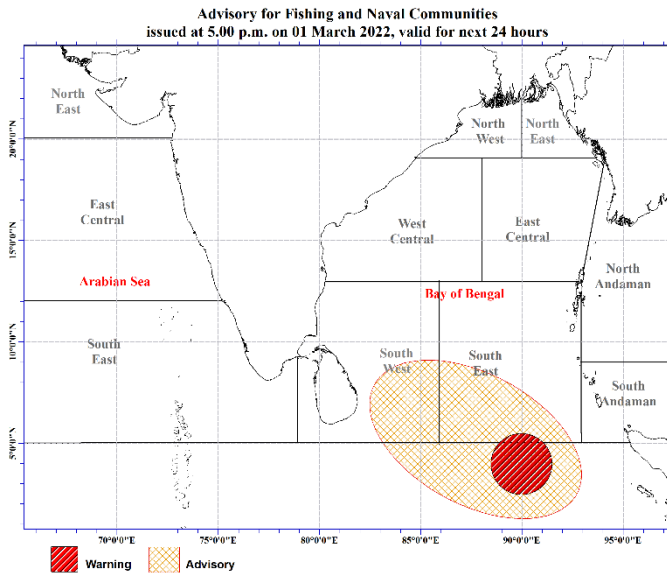 Advisory for Fishing and Naval Communities
issued at 5.00 p.m. on 01 March 2022, valid for next 24 hours
North
East
North
West
North
East
20°0'0"N
East
Central
West
Central
East
Central
15°0'0"N
North
Andaman
Arabian Sea
Bay of Bengal
South
East
South
West
South
East
10°0'0"N
South
Andaman
5°0'0"N
70°0'0"E
75°0'0"E
80°0'0"E
85°0'0"E
90°0'0"E
95°0'0"E
Warning
Advisory